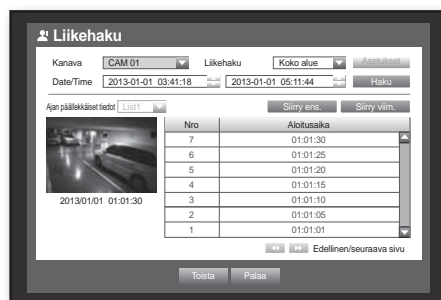 Liikehaku
Kanava CAM 01 Liikehaku Koko alue Asetukset
Date/Time 2013-01-01 03:41:18 2013-01-01 05:11:44 Haku
Ajan päällekkäiset tiedot List1 Siirry ens. Siirry viim.
Nro Aloitusaika
7 01:01:30
6 01:01:25
5 01:01:20
4 01:01:15
3 01:01:10
2 01:01:05
1 01:01:01
2013/01/01 01:01:30
Edellinen/seuraava sivu
Toista Palaa